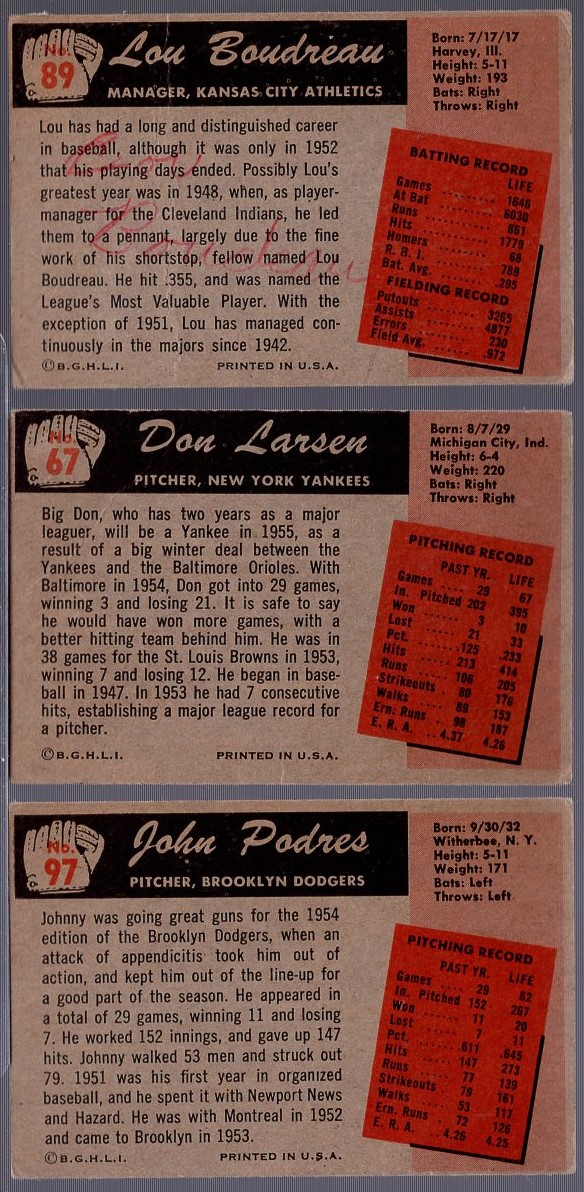 No.
89
Lou Boudreau
MANAGER, KANSAS CITY ATHLETICS
Born: 7/17/17
Harvey, Ill.
Height: 5-11
Weight: 193
Bats: Right
Throws: Right
Lou has had a long and distinguished career
in baseball, although it was only in 1952
that his playing days ended. Possibly Lou's
greatest year was in 1948, when, as player-
manager for the Cleveland Indians, he led
them to a pennant, largely due to the fine
work of his shortstop, fellow named Lou
Boudreau. He hit .355, and was named the
League's Most Valuable Player. With the
exception of 1951, Lou has managed con-
tinuously in the majors since 1942.
Lou
Boudreau
BATTING RECORD
LIFE
Games ........ 1646
At Bat ........ 6030
Runs ........ 861
Hits ........ 1779
Homers ........ 68
R. B. I. ........ 789
Bat. Avg. ........ .295
FIELDING RECORD
Putouts ........ 3265
Assists ........ 4877
Errors ........ 230
Field Avg. ........ .972
©B.G.H.L.I. PRINTED IN U.S.A.
No.
67
Don Larsen
PITCHER, NEW YORK YANKEES
Born: 8/7/29
Michigan City, Ind.
Height: 6-4
Weight: 220
Bats: Right
Throws: Right
Big Don, who has two years as a major
leaguer, will be a Yankee in 1955, as a
result of a big winter deal between the
Yankees and the Baltimore Orioles. With
Baltimore in 1954, Don got into 29 games,
winning 3 and losing 21. It is safe to say
he would have won more games, with a
better hitting team behind him. He was in
38 games for the St. Louis Browns in 1953,
winning 7 and losing 12. He began in base-
ball in 1947. In 1953 he had 7 consecutive
hits, establishing a major league record for
a pitcher.
PITCHING RECORD
PAST YR. LIFE
Games ..... 29 67
In. Pitched 202 395
Won ..... 3 10
Lost ..... 21 33
Pct. ..... .125 .233
Hits ..... 213 414
Runs ..... 106 205
Strikeouts 80 176
Walks ..... 89 153
Ern. Runs . 98 187
E. R. A. .. 4.37 4.26
©B.G.H.L.I. PRINTED IN U.S.A.
No.
97
John Podres
PITCHER, BROOKLYN DODGERS
Born: 9/30/32
Witherbee, N. Y.
Height: 5-11
Weight: 171
Bats: Left
Throws: Left
Johnny was going great guns for the 1954
edition of the Brooklyn Dodgers, when an
attack of appendicitis took him out of
action, and kept him out of the line-up for
a good part of the season. He appeared in
a total of 29 games, winning 11 and losing
7. He worked 152 innings, and gave up 147
hits. Johnny walked 53 men and struck out
79. 1951 was his first year in organized
baseball, and he spent it with Newport News
and Hazard. He was with Montreal in 1952
and came to Brooklyn in 1953.
PITCHING RECORD
PAST YR. LIFE
Games ..... 29 62
In. Pitched 152 267
Won ..... 11 20
Lost ..... 7 11
Pct. ..... .611 .645
Hits ..... 147 273
Runs ..... 77 139
Strikeouts 79 161
Walks ..... 53 117
Ern. Runs . 72 126
E. R. A. .. 4.26 4.25
©B.G.H.L.I. PRINTED IN U.S.A.